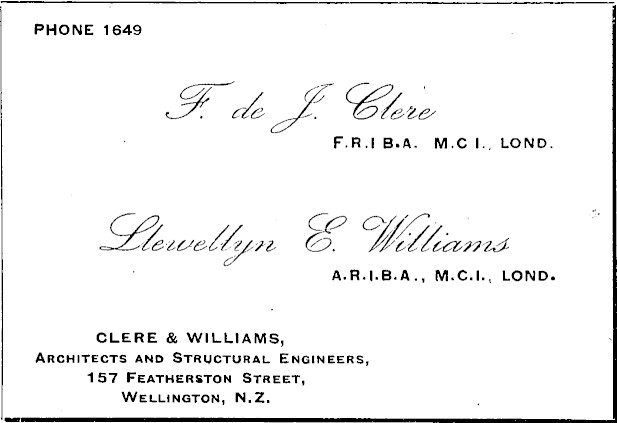 PHONE 1649
F. de J. Clere
F.R.I B.A. M.C I., LOND.
Llewellyn E. Williams
A.R.I.B.A., M.C.I., LOND.
CLERE & WILLIAMS,
ARCHITECTS AND STRUCTURAL ENGINEERS,
157 FEATHERSTON STREET,
WELLINGTON, N.Z.